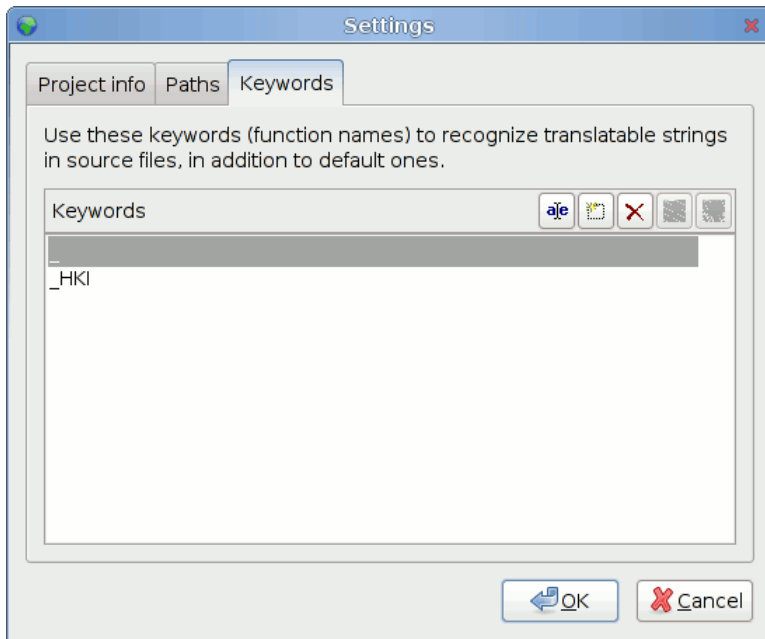 Settings
Project info Paths Keywords
Use these keywords (function names) to recognize translatable strings
in source files, in addition to default ones.
Keywords
_
_HKI
OK Cancel